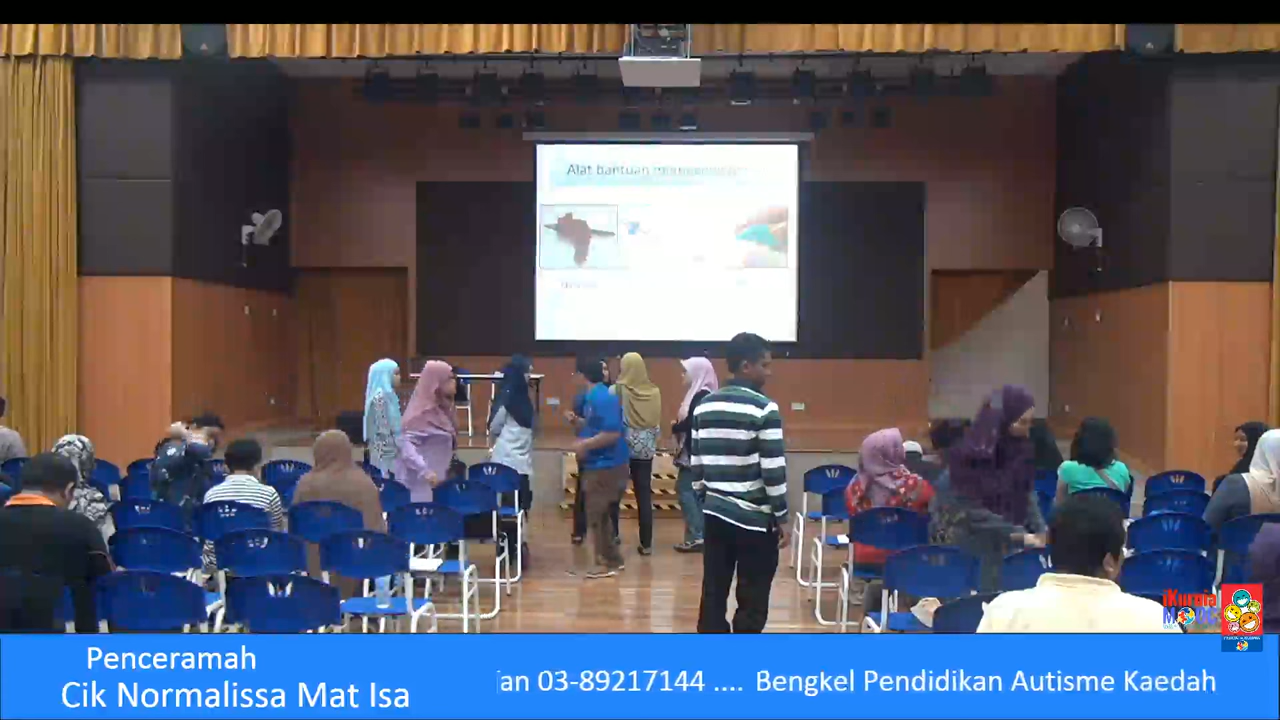 Alat bantuan
Penceramah
Cik Normalissa Mat Isa
an 03-89217144 .... Bengkel Pendidikan Autisme Kaedah